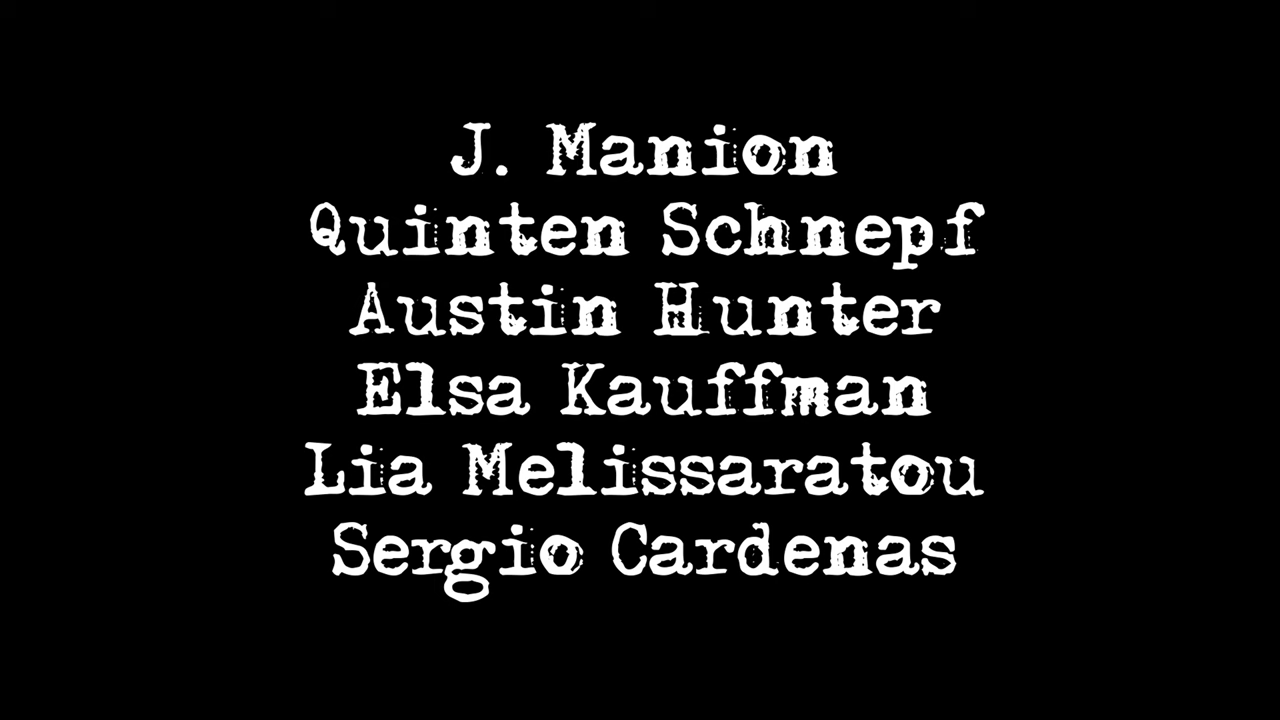 J. Manion
Quinten Schnepf
Austin Hunter
Elsa Kauffman
Lia Melissaratou
Sergio Cardenas